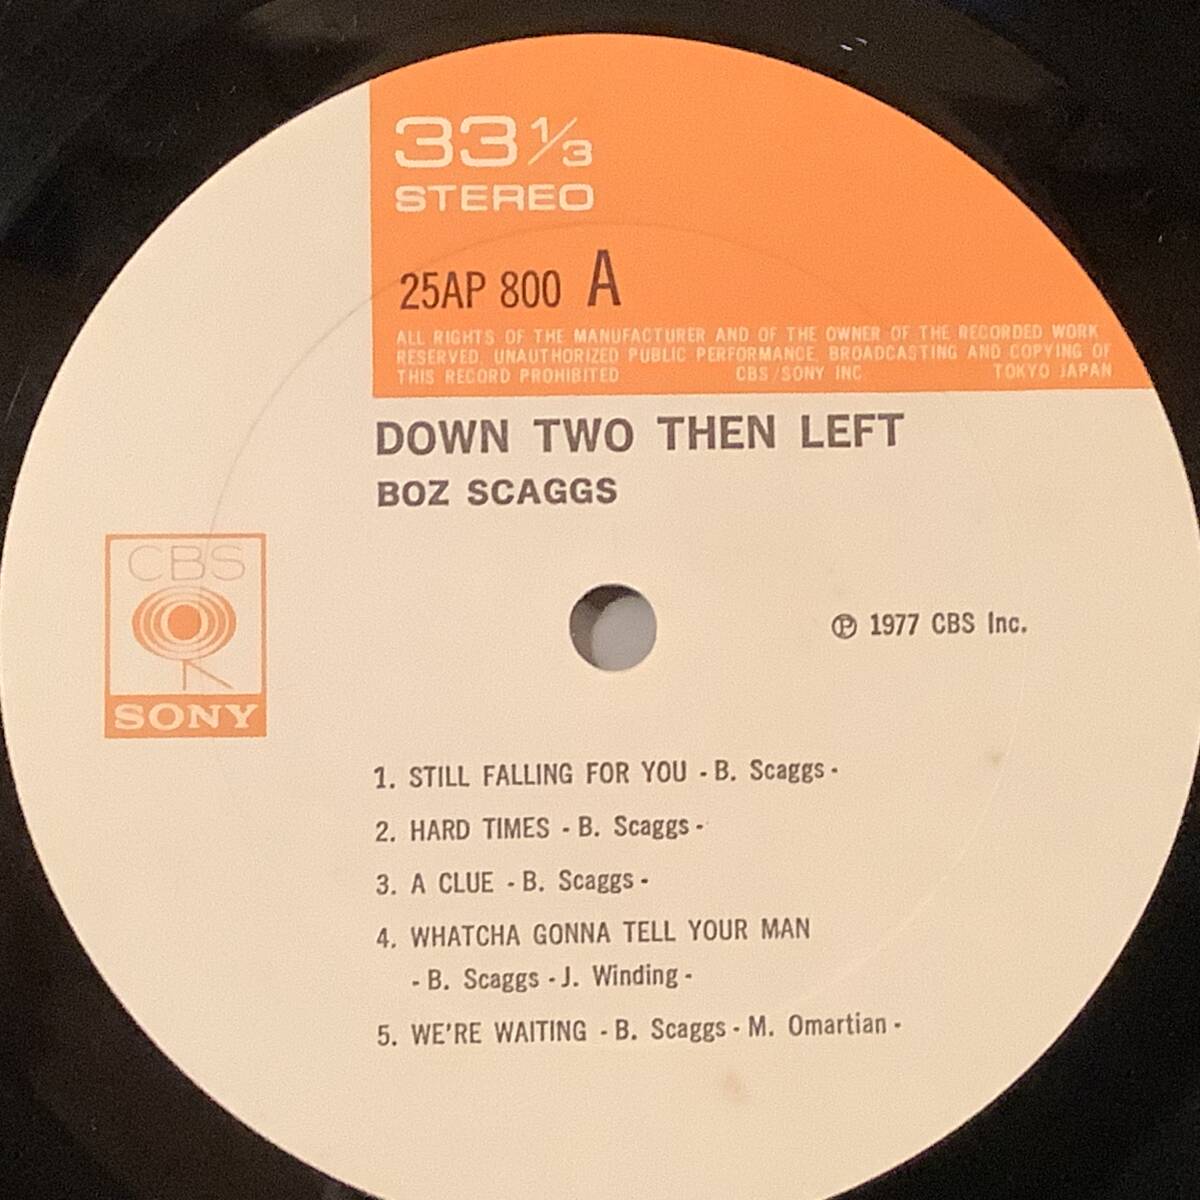 33 1/3
STEREO
25AP 800 A
ALL RIGHTS OF THE MANUFACTURER AND OF THE OWNER OF THE RECORDED WORK
RESERVED. UNAUTHORIZED PUBLIC PERFORMANCE, BROADCASTING AND COPYING OF
THIS RECORD PROHIBITED CBS/SONY INC. TOKYO JAPAN
DOWN TWO THEN LEFT
BOZ SCAGGS
CBS
SONY
℗ 1977 CBS Inc.
1. STILL FALLING FOR YOU - B. Scaggs -
2. HARD TIMES - B. Scaggs -
3. A CLUE - B. Scaggs -
4. WHATCHA GONNA TELL YOUR MAN
- B. Scaggs - J. Winding -
5. WE'RE WAITING - B. Scaggs - M. Omartian -